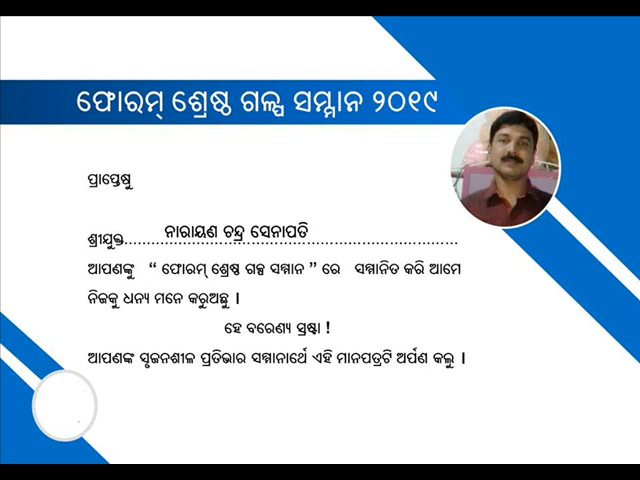 ଫୋରମ୍ ଶ୍ରେଷ୍ଠ ଗଳ୍ପ ସମ୍ମାନ ୨୦୧୯
ପ୍ରାପ୍ତେଷୁ
ଶ୍ରୀଯୁକ୍ତ....ନାରାୟଣ ଚନ୍ଦ୍ର ସେନାପତି....
ଆପଣଙ୍କୁ “ ଫୋରମ୍ ଶ୍ରେଷ୍ଠ ଗଳ୍ପ ସମ୍ମାନ ” ରେ ସମ୍ମାନିତ କରି ଆମେ
ନିଜକୁ ଧନ୍ୟ ମନେ କରୁଅଛୁ ।
ହେ ବରେଣ୍ୟ ସ୍ରଷ୍ଟା !
ଆପଣଙ୍କ ସୃଜନଶୀଳ ପ୍ରତିଭାର ସମ୍ମାନାର୍ଥେ ଏହି ମାନପତ୍ରଟି ଅର୍ପଣ କଲୁ ।